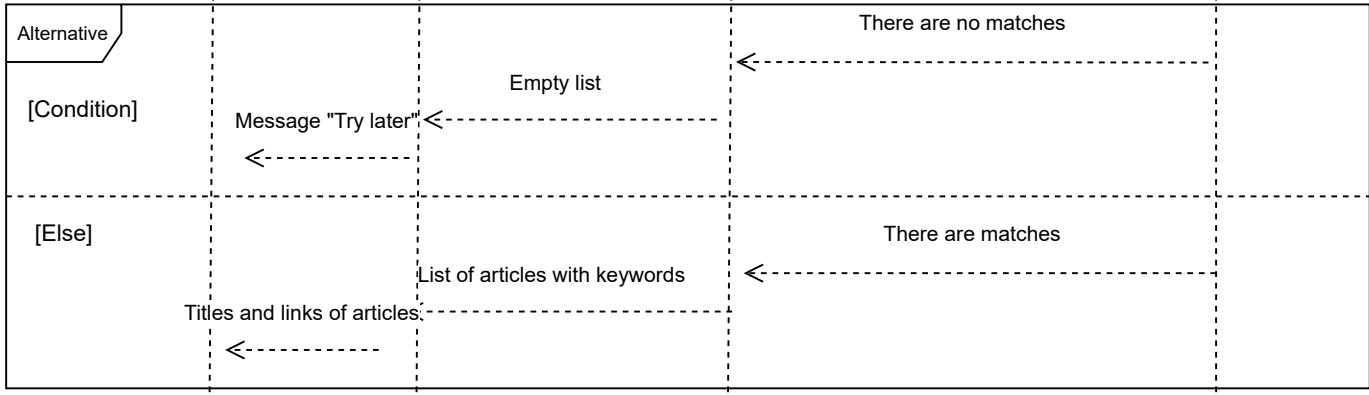 Alternative
There are no matches
Empty list
[Condition]
Message "Try later"
[Else]
There are matches
List of articles with keywords
Titles and links of articles